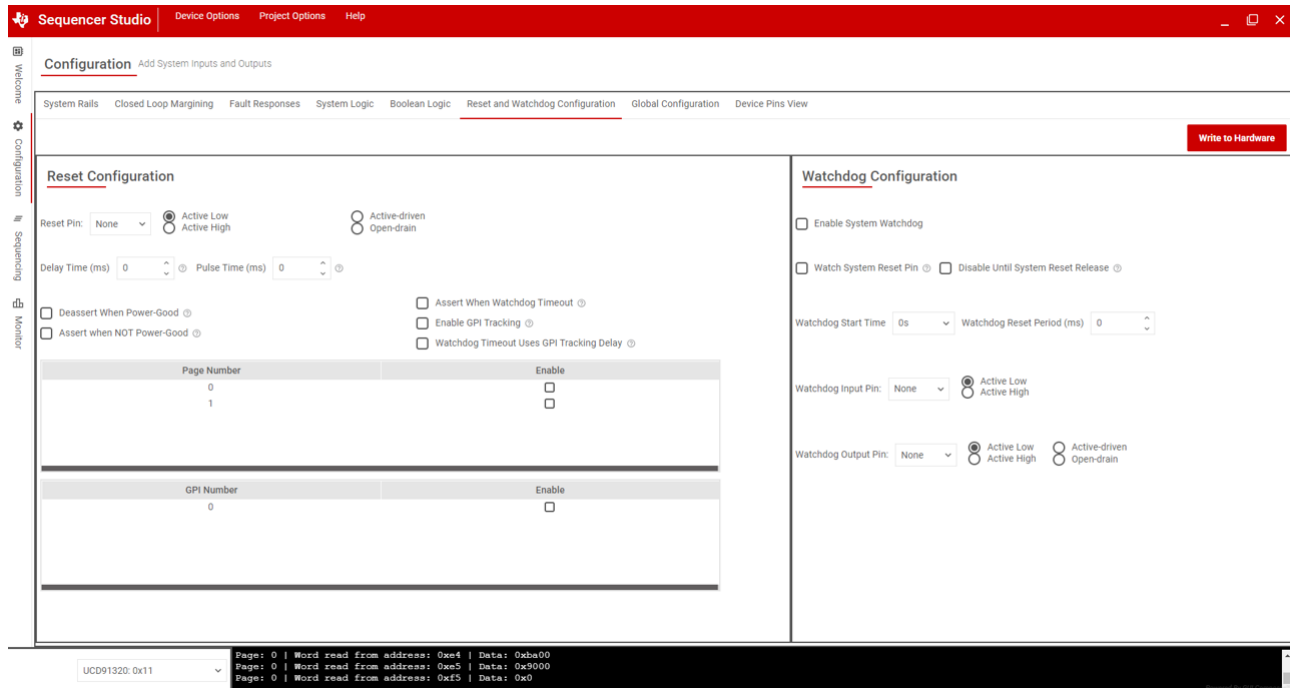 Sequencer Studio Device Options Project Options Help
Welcome
Configuration
Sequencing
Monitor
Configuration Add System Inputs and Outputs
System Rails Closed Loop Margining Fault Responses System Logic Boolean Logic Reset and Watchdog Configuration Global Configuration Device Pins View
Write to Hardware
Reset Configuration
Reset Pin: None Active Low Active-driven
Active High Open-drain
Delay Time (ms) 0 Pulse Time (ms) 0
Deassert When Power-Good
Assert when NOT Power-Good
Assert When Watchdog Timeout
Enable GPI Tracking
Watchdog Timeout Uses GPI Tracking Delay
Page Number Enable
0
1
GPI Number Enable
0
Watchdog Configuration
Enable System Watchdog
Watch System Reset Pin Disable Until System Reset Release
Watchdog Start Time 0s Watchdog Reset Period (ms) 0
Watchdog Input Pin: None Active Low
Active High
Watchdog Output Pin: None Active Low Active-driven
Active High Open-drain
UCD91320: 0x11
Page: 0 | Word read from address: 0xe4 | Data: 0xba00
Page: 0 | Word read from address: 0xe5 | Data: 0x9000
Page: 0 | Word read from address: 0xf5 | Data: 0x0